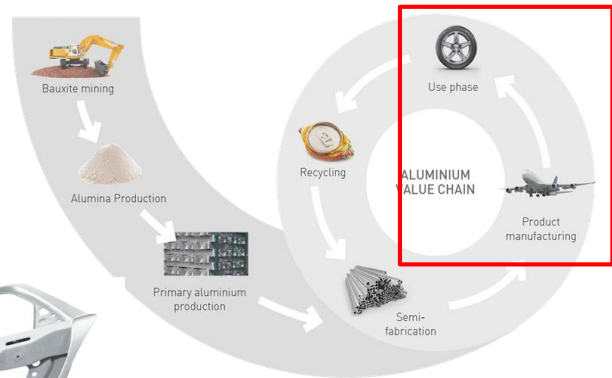 Bauxite mining
Alumina Production
Primary aluminium
production
Semi-
fabrication
Product
manufacturing
Use phase
Recycling
ALUMINIUM
VALUE CHAIN